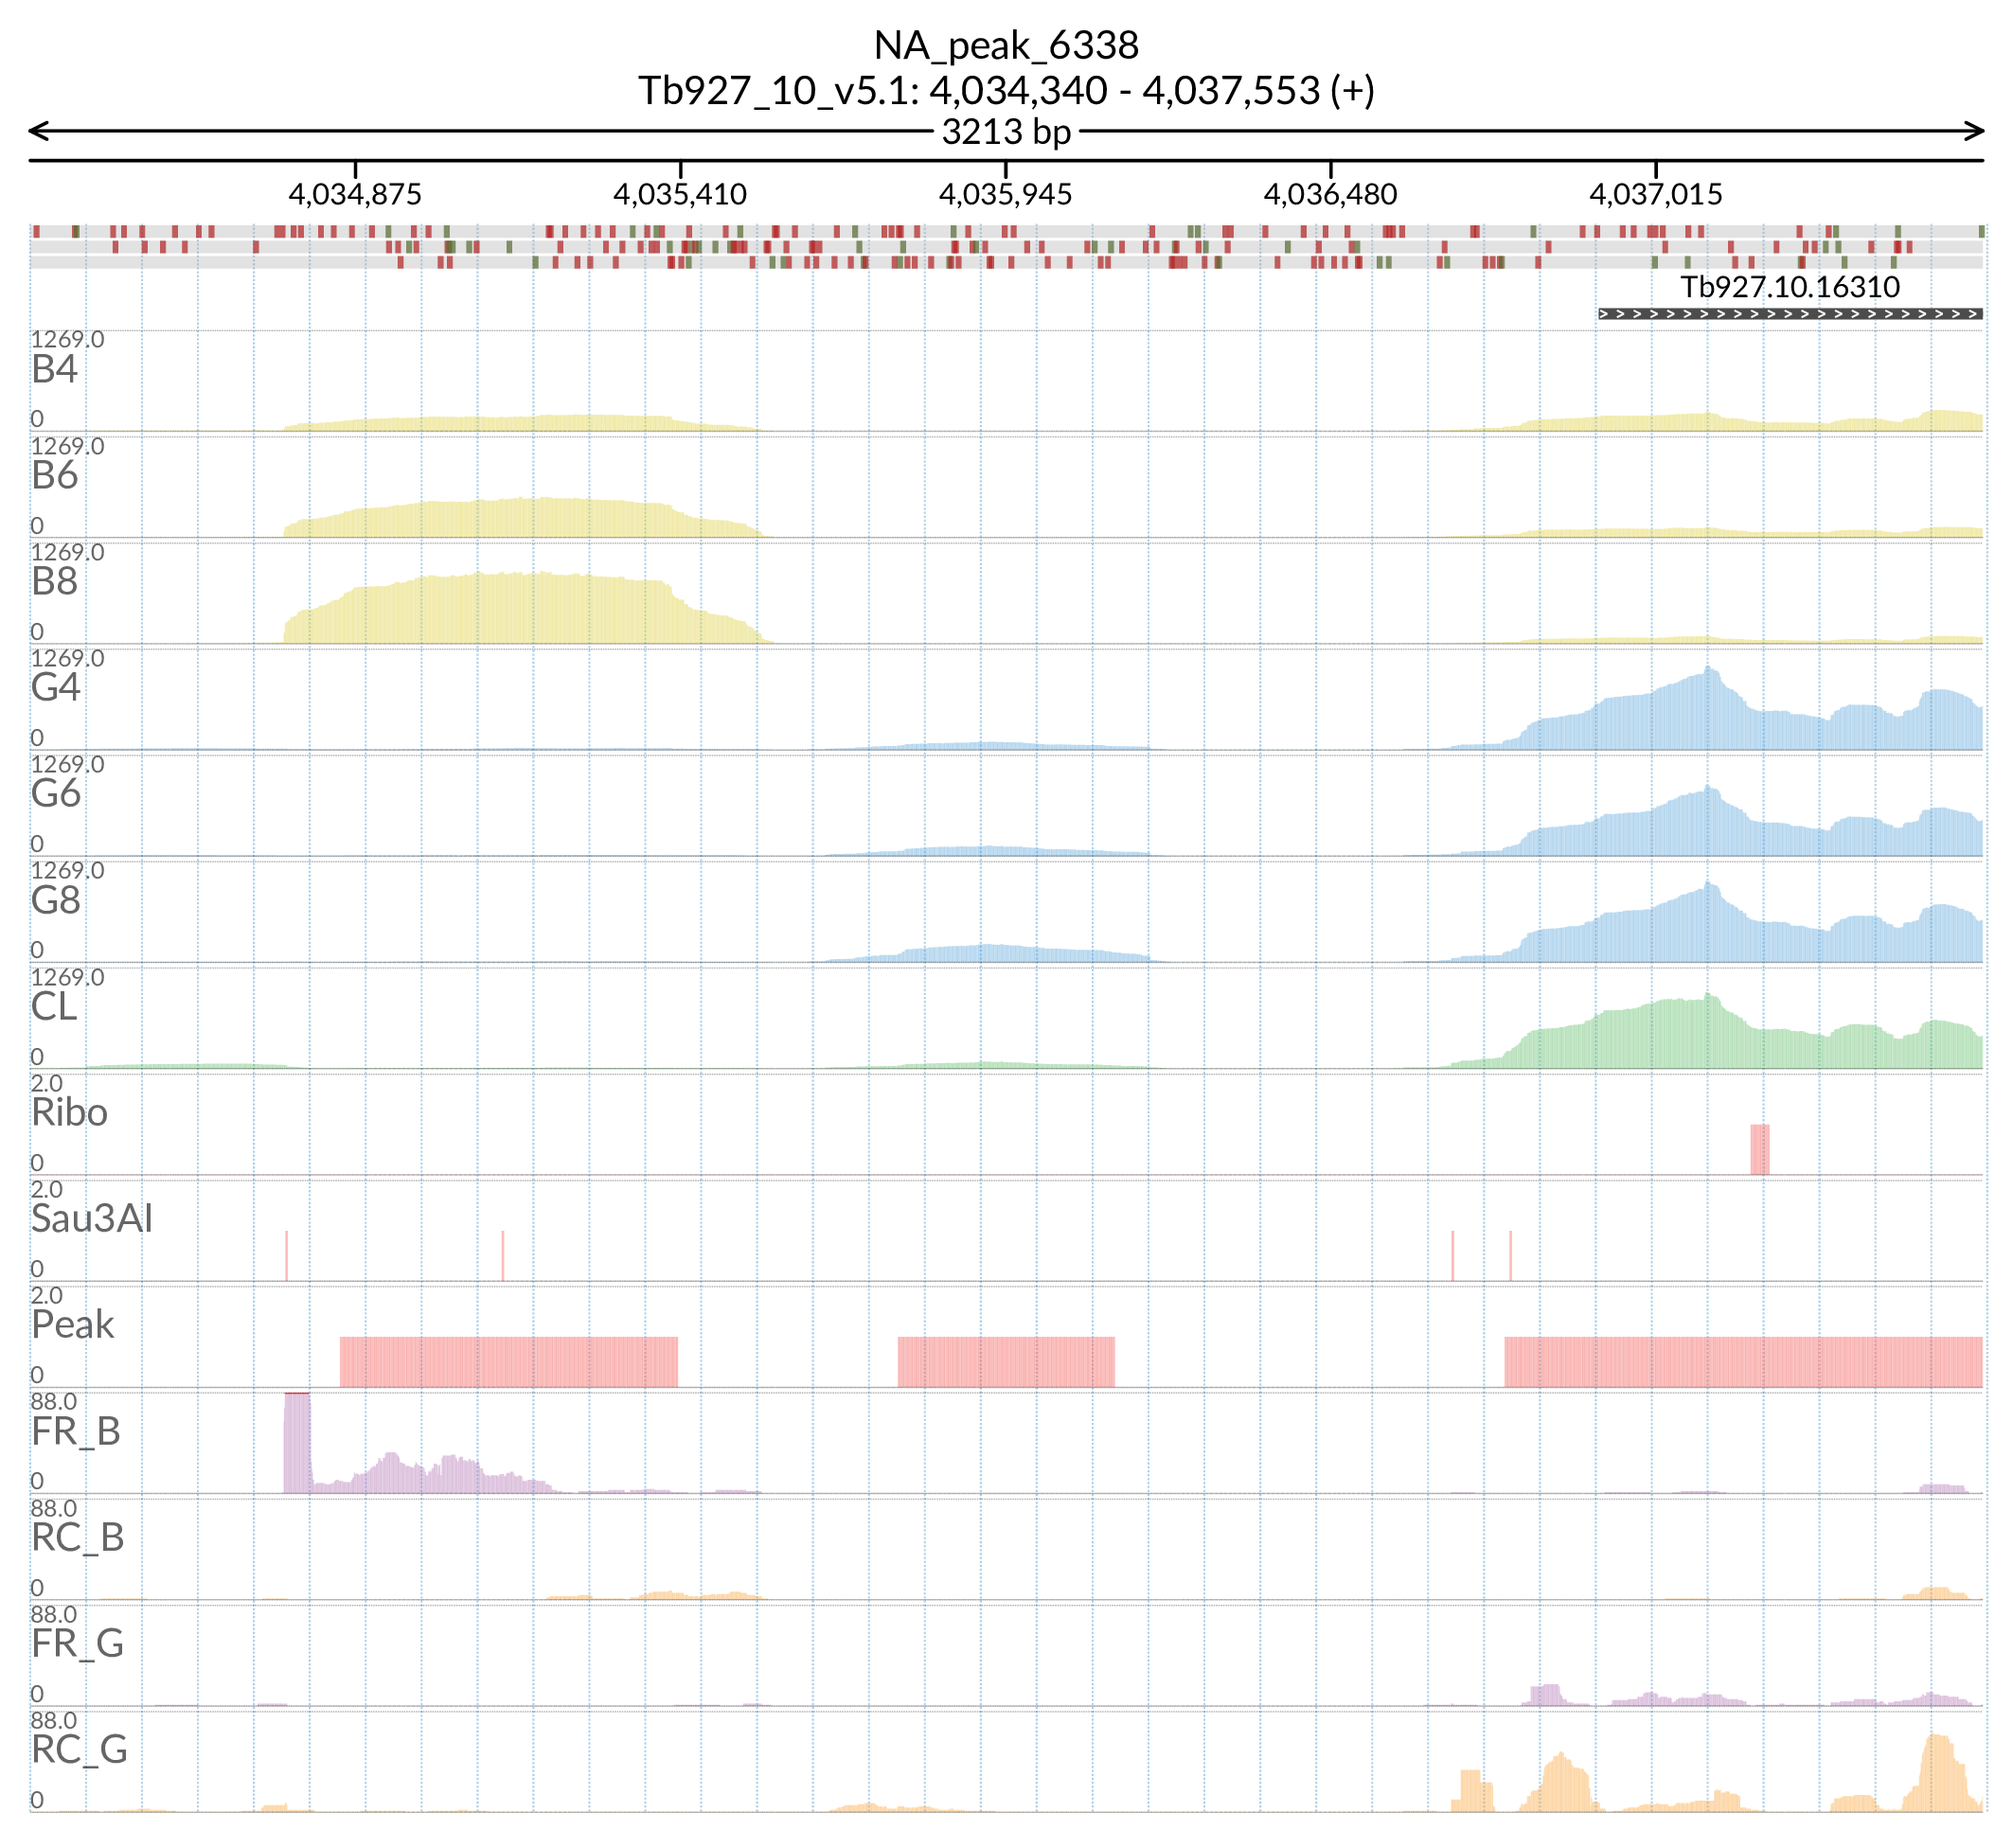 NA_peak_6338
Tb927_10_v5.1: 4,034,340 - 4,037,553 (+)
3213 bp
4,034,875 4,035,410 4,035,945 4,036,480 4,037,015
Tb927.10.16310
1269.0
B4
0
1269.0
B6
0
1269.0
B8
0
1269.0
G4
0
1269.0
G6
0
1269.0
G8
0
1269.0
CL
0
2.0
Ribo
0
2.0
Sau3AI
0
2.0
Peak
0
88.0
FR_B
0
88.0
RC_B
0
88.0
FR_G
0
88.0
RC_G
0